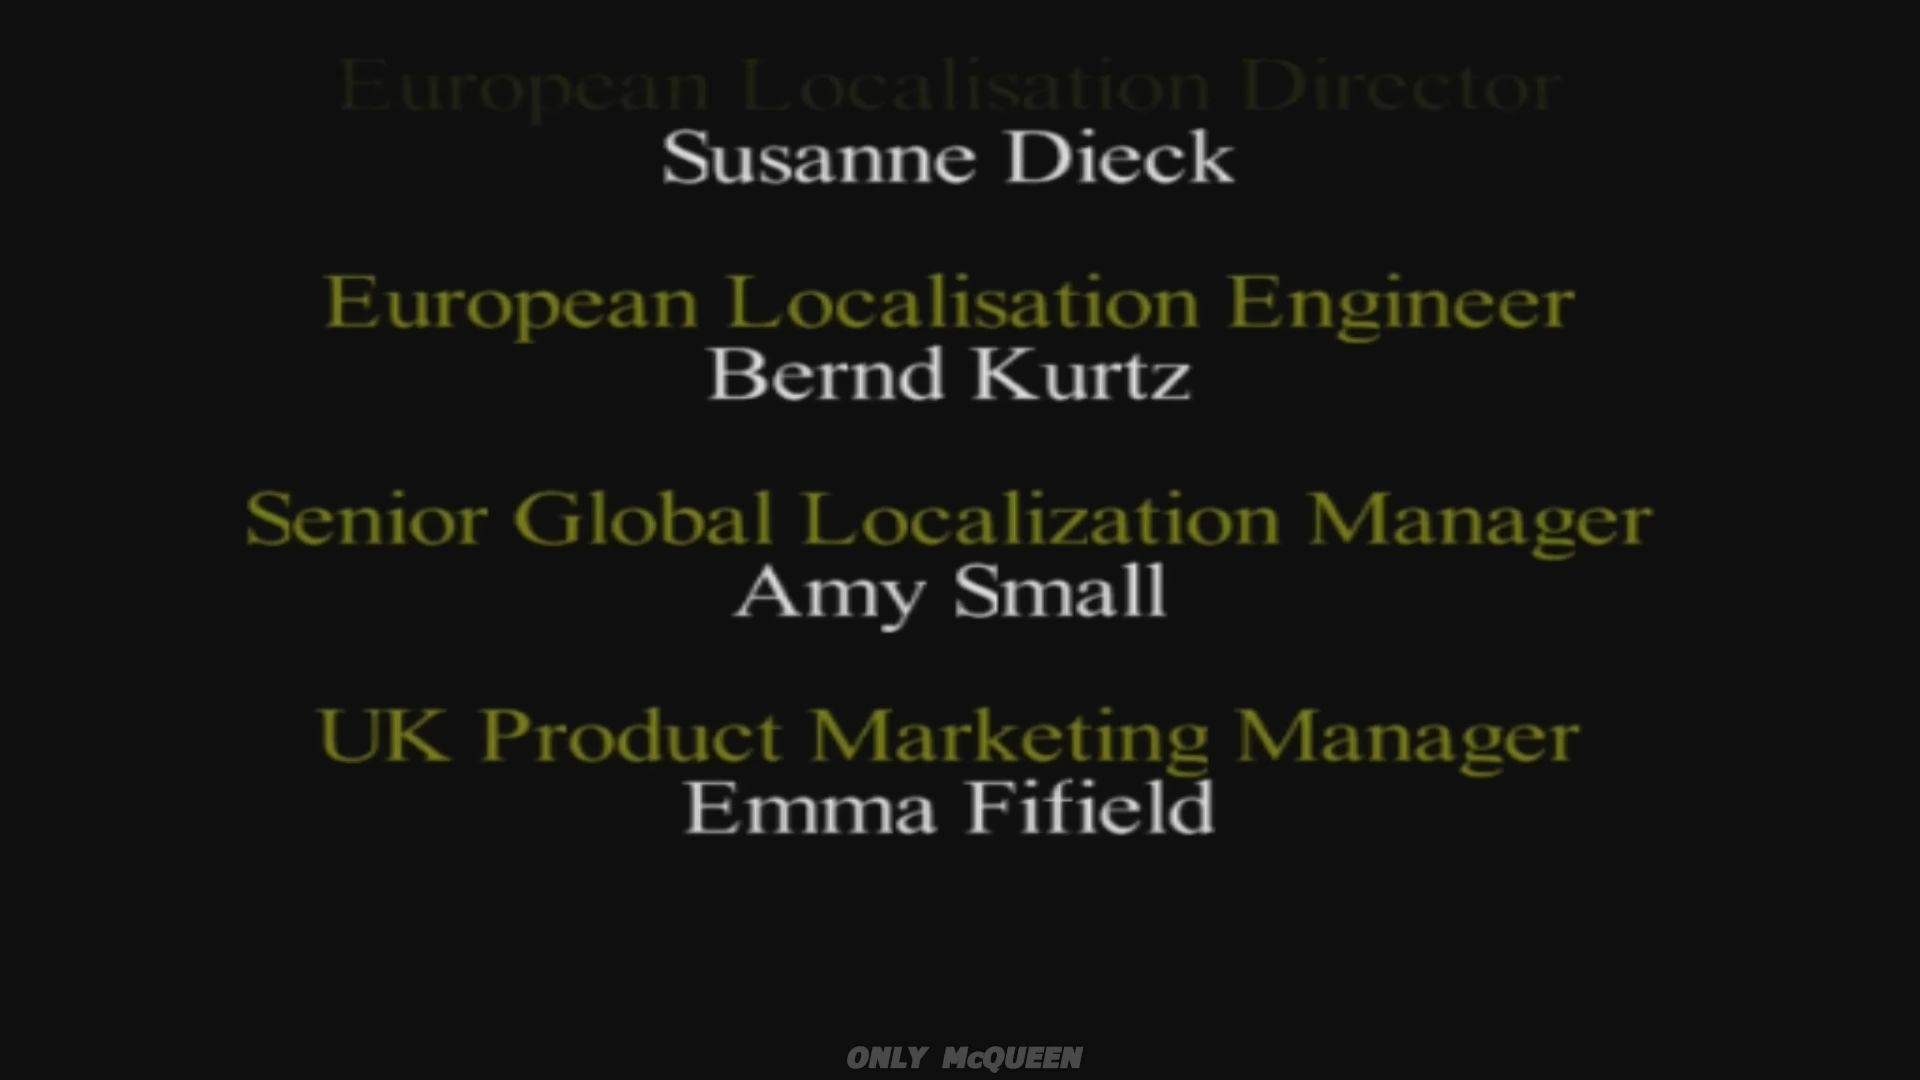 European Localisation Director
Susanne Dieck
European Localisation Engineer
Bernd Kurtz
Senior Global Localization Manager
Amy Small
UK Product Marketing Manager
Emma Fifield
ONLY McQUEEN